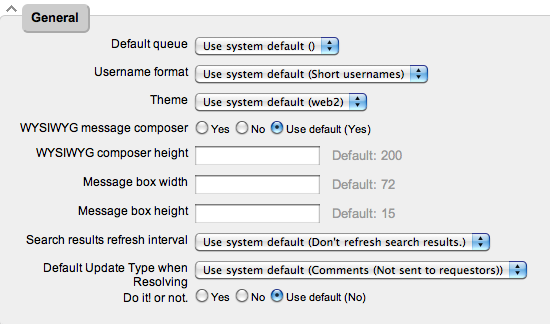 General
Default queue Use system default ()
Username format Use system default (Short usernames)
Theme Use system default (web2)
WYSIWYG message composer Yes No Use default (Yes)
WYSIWYG composer height Default: 200
Message box width Default: 72
Message box height Default: 15
Search results refresh interval Use system default (Don't refresh search results.)
Default Update Type when Use system default (Comments (Not sent to requestors))
Resolving
Do it! or not. Yes No Use default (No)